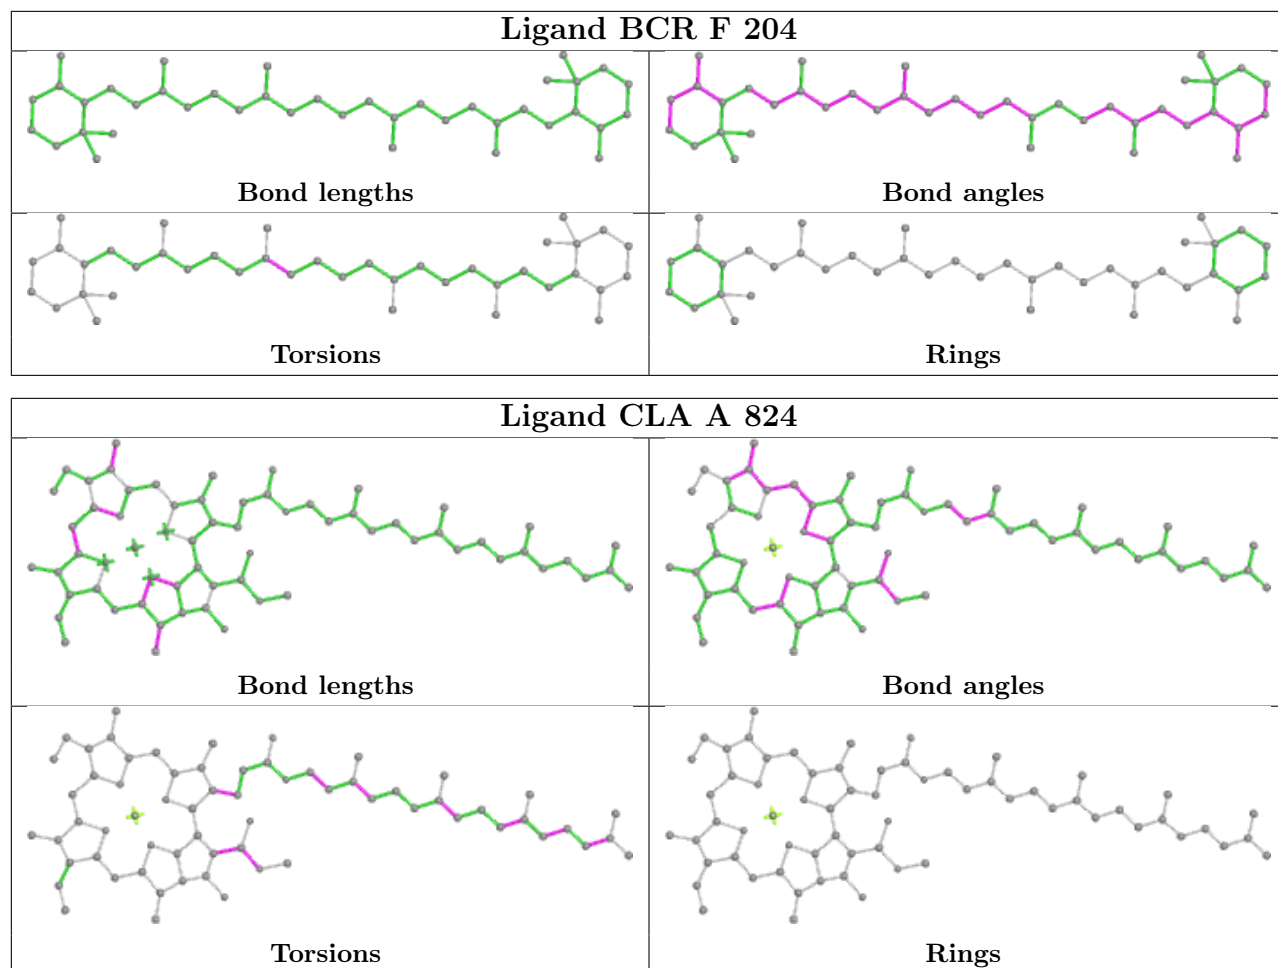 Ligand BCR F 204
Bond lengths
Bond angles
Torsions
Rings
Ligand CLA A 824
Bond lengths
Bond angles
Torsions
Rings